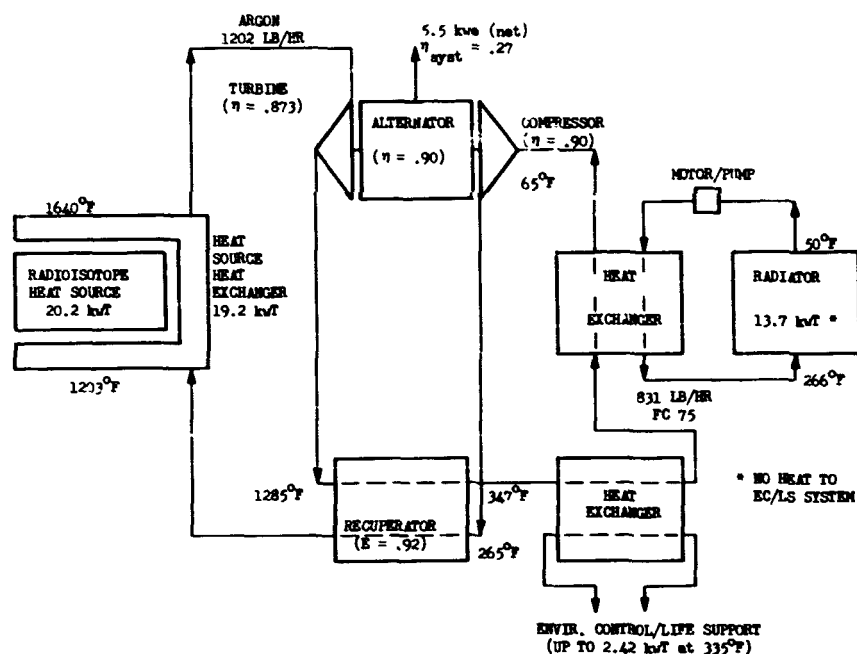 ARGON
1202 LB/HR
5.5 kwe (net)
η syst = .27
TURBINE
(η = .873)
ALTERNATOR
(η = .90)
COMPRESSOR
(η = .90)
65°F
MOTOR/PUMP
1640°F
HEAT
SOURCE
HEAT
EXCHANGER
19.2 kwT
RADIOISOTOPE
HEAT SOURCE
20.2 kwT
1203°F
HEAT
EXCHANGER
50°F
RADIATOR
13.7 kwT *
266°F
831 LB/HR
FC 75
1285°F
RECUPERATOR
(E = .92)
347°F
265°F
HEAT
EXCHANGER
* NO HEAT TO
EC/LS SYSTEM
ENVIR. CONTROL/LIFE SUPPORT
(UP TO 2.42 kwT at 335°F)